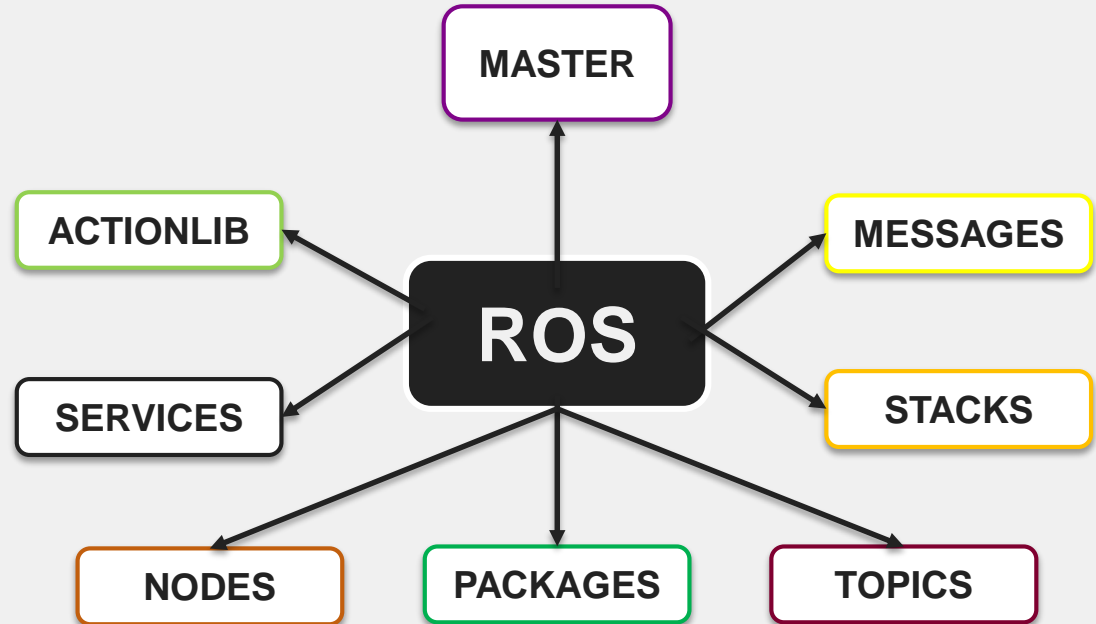 MASTER
ACTIONLIB
MESSAGES
ROS
SERVICES
STACKS
NODES
PACKAGES
TOPICS